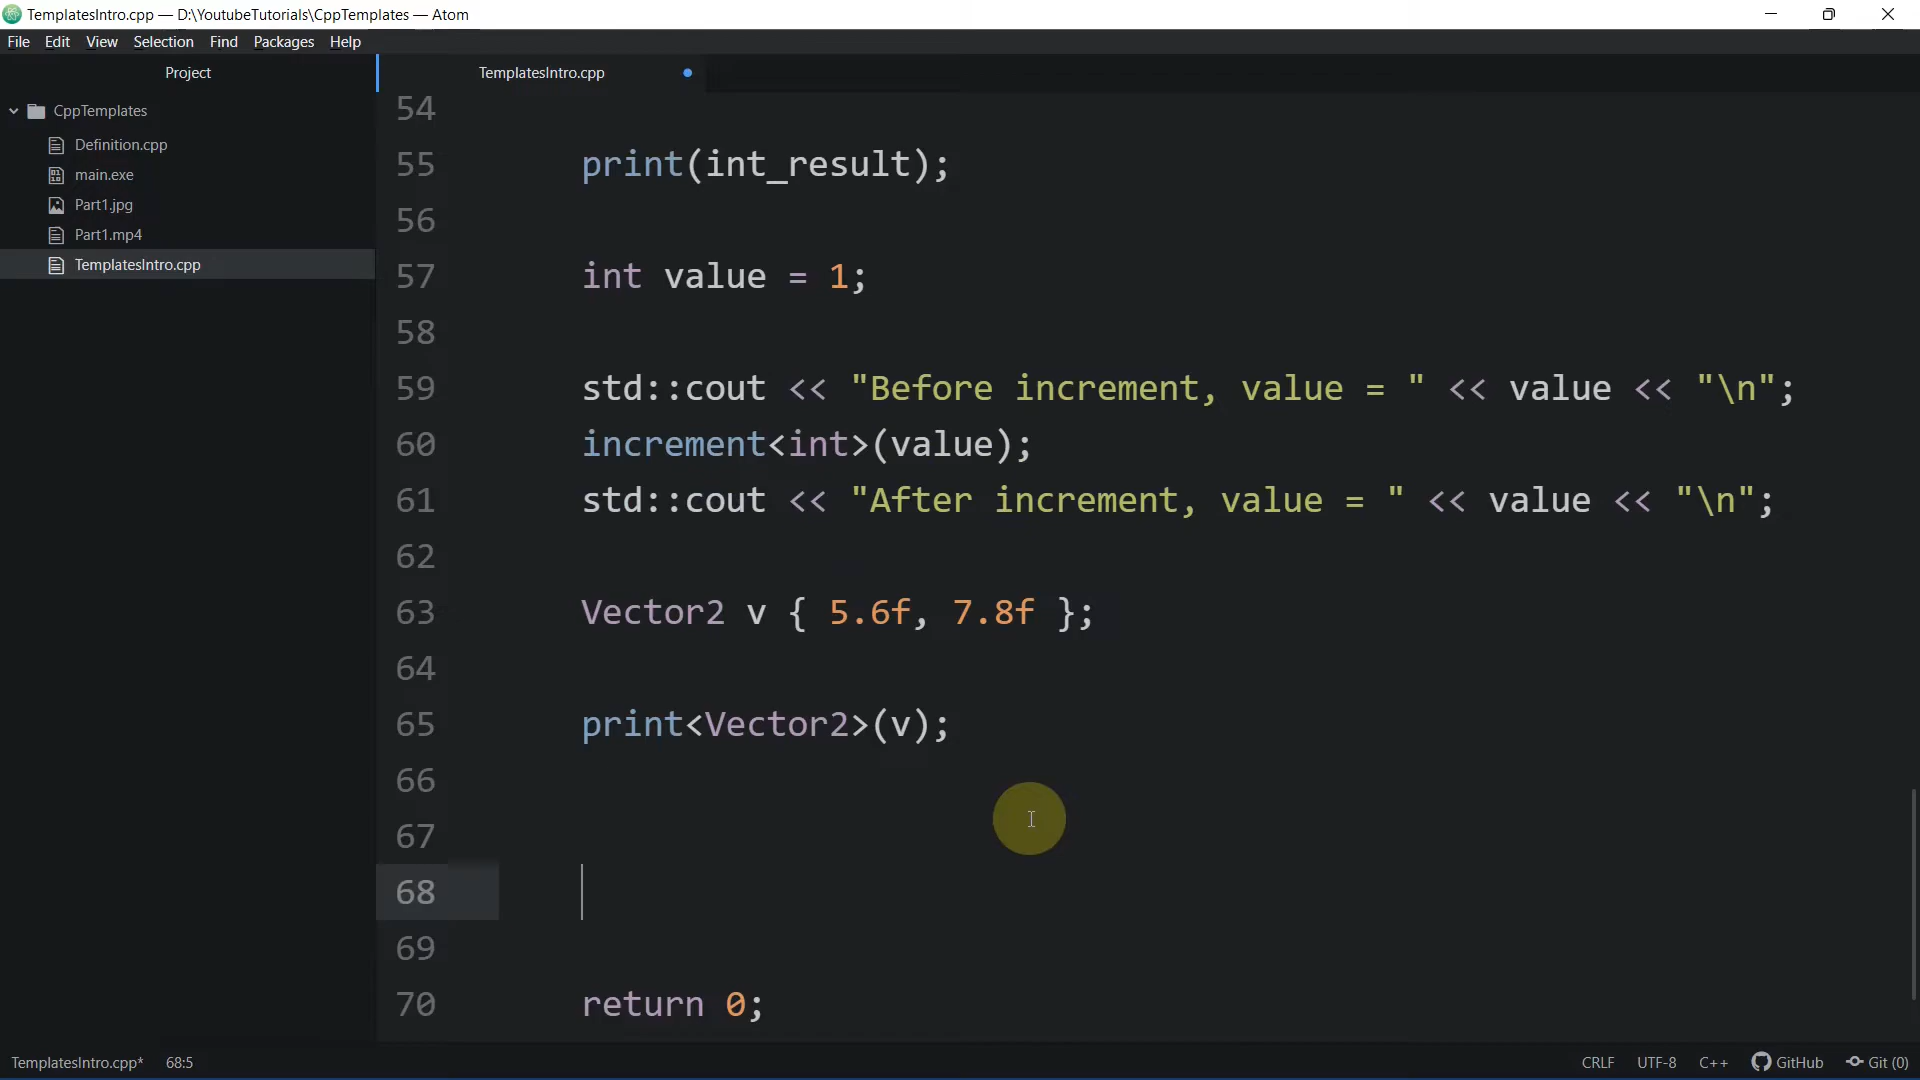 TemplatesIntro.cpp — D:\YoutubeTutorials\CppTemplates — Atom
File Edit View Selection Find Packages Help
Project
TemplatesIntro.cpp
CppTemplates
Definition.cpp
main.exe
Part1.jpg
Part1.mp4
TemplatesIntro.cpp
54
55 print(int_result);
56
57 int value = 1;
58
59 std::cout << "Before increment, value = " << value << "\n";
60 increment<int>(value);
61 std::cout << "After increment, value = " << value << "\n";
62
63 Vector2 v { 5.6f, 7.8f };
64
65 print<Vector2>(v);
66
67
68
69
70 return 0;
TemplatesIntro.cpp* 68:5 CRLF UTF-8 C++ GitHub Git (0)